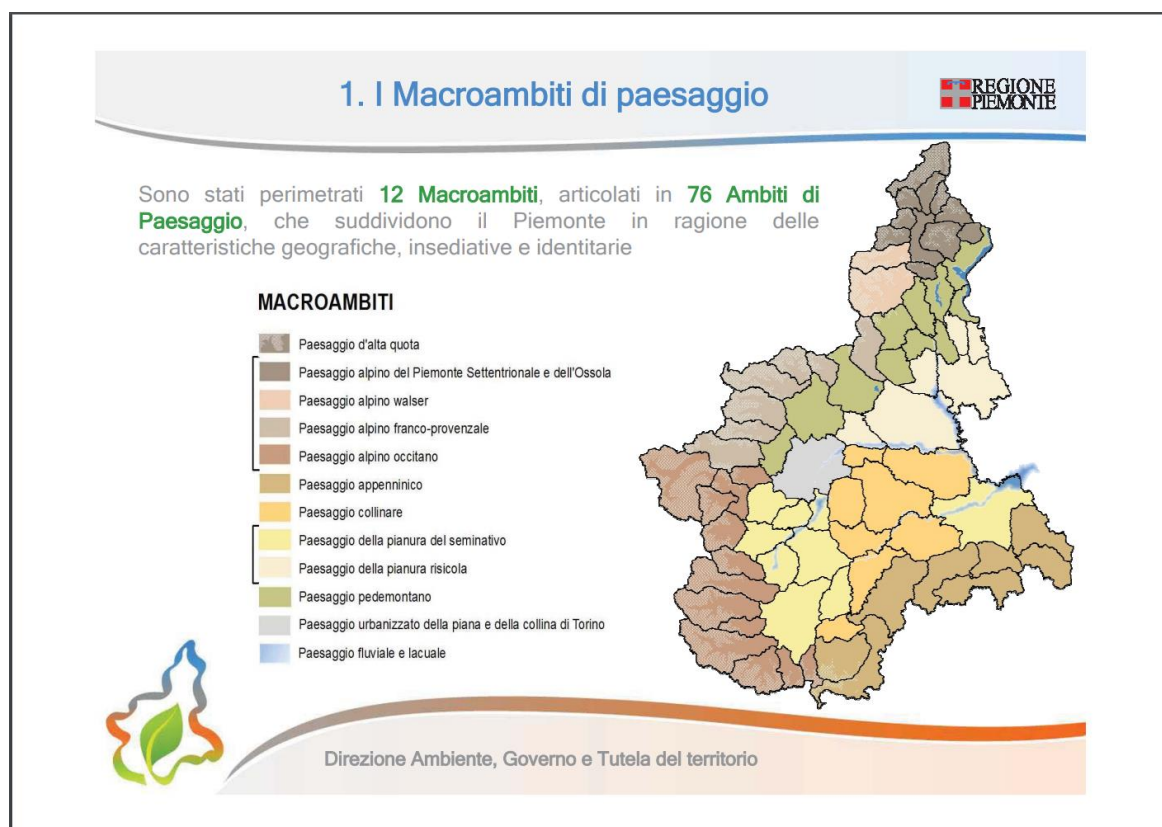 1. I Macroambiti di paesaggio
REGIONE
PIEMONTE
Sono stati perimetrati 12 Macroambiti, articolati in 76 Ambiti di
Paesaggio, che suddividono il Piemonte in ragione delle
caratteristiche geografiche, insediative e identitarie
MACROAMBITI
Paesaggio d'alta quota
Paesaggio alpino del Piemonte Settentrionale e dell'Ossola
Paesaggio alpino walser
Paesaggio alpino franco-provenzale
Paesaggio alpino occitano
Paesaggio appenninico
Paesaggio collinare
Paesaggio della pianura del seminativo
Paesaggio della pianura risicola
Paesaggio pedemontano
Paesaggio urbanizzato della piana e della collina di Torino
Paesaggio fluviale e lacuale
Direzione Ambiente, Governo e Tutela del territorio